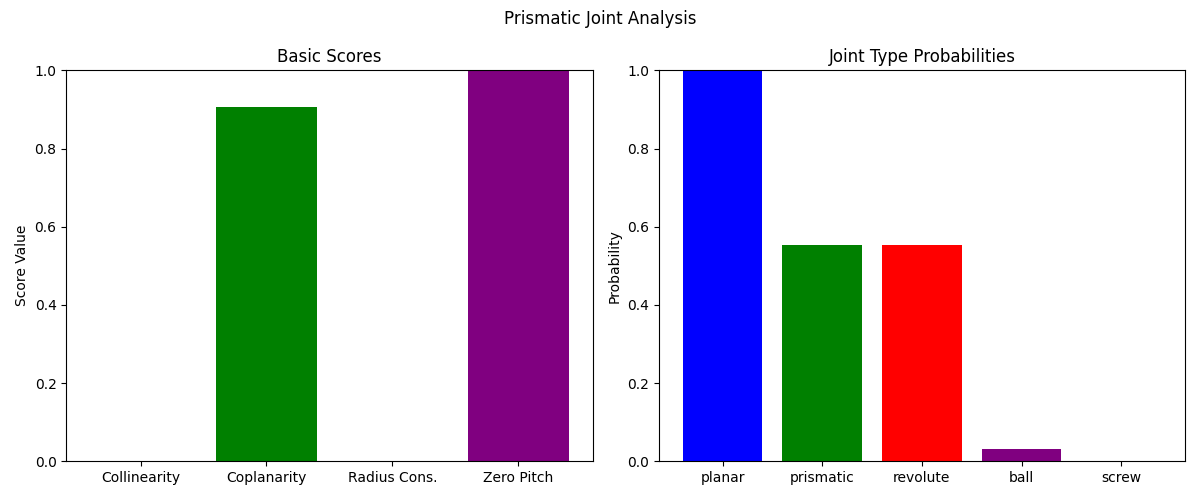 Prismatic Joint Analysis
Basic Scores
Score Value
1.0
0.8
0.6
0.4
0.2
0.0
Collinearity Coplanarity Radius Cons. Zero Pitch
Joint Type Probabilities
Probability
1.0
0.8
0.6
0.4
0.2
0.0
planar prismatic revolute ball screw